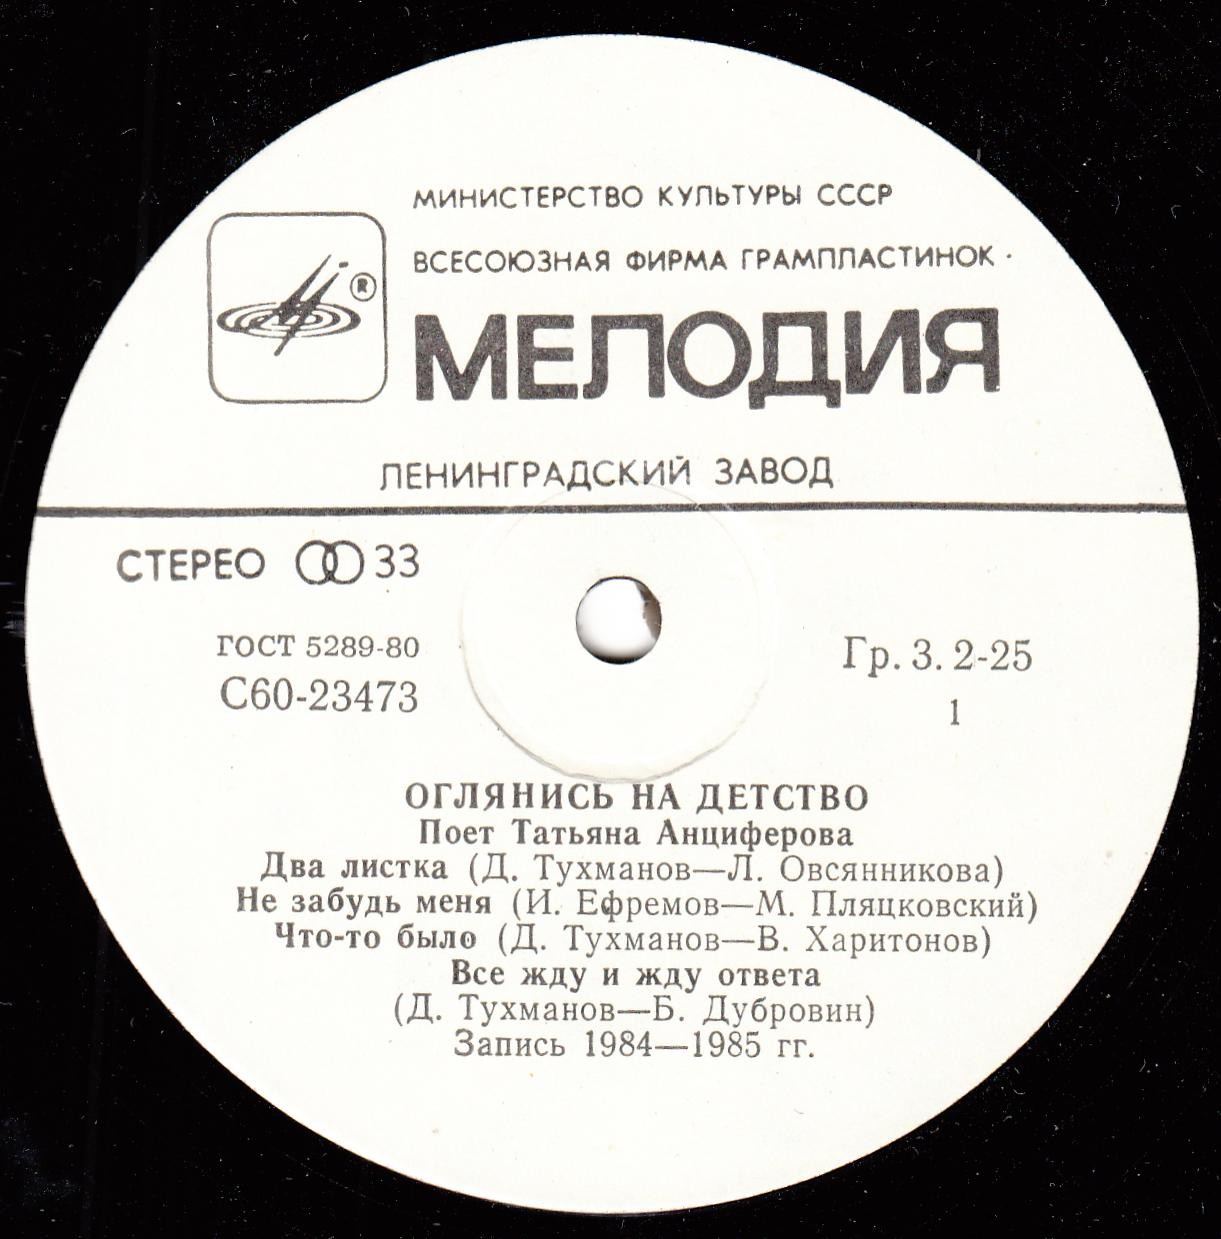 МИНИСТЕРСТВО КУЛЬТУРЫ СССР
ВСЕСОЮЗНАЯ ФИРМА ГРАМПЛАСТИНОК
®
МЕЛОДИЯ
ЛЕНИНГРАДСКИЙ ЗАВОД
СТЕРЕО 33
ГОСТ 5289-80
С60-23473
Гр. 3. 2-25
1
ОГЛЯНИСЬ НА ДЕТСТВО
Поет Татьяна Анциферова
Два листка (Д. Тухманов—Л. Овсянникова)
Не забудь меня (И. Ефремов—М. Пляцковский)
Что-то было (Д. Тухманов—В. Харитонов)
Все жду и жду ответа
(Д. Тухманов—Б. Дубровин)
Запись 1984—1985 гг.